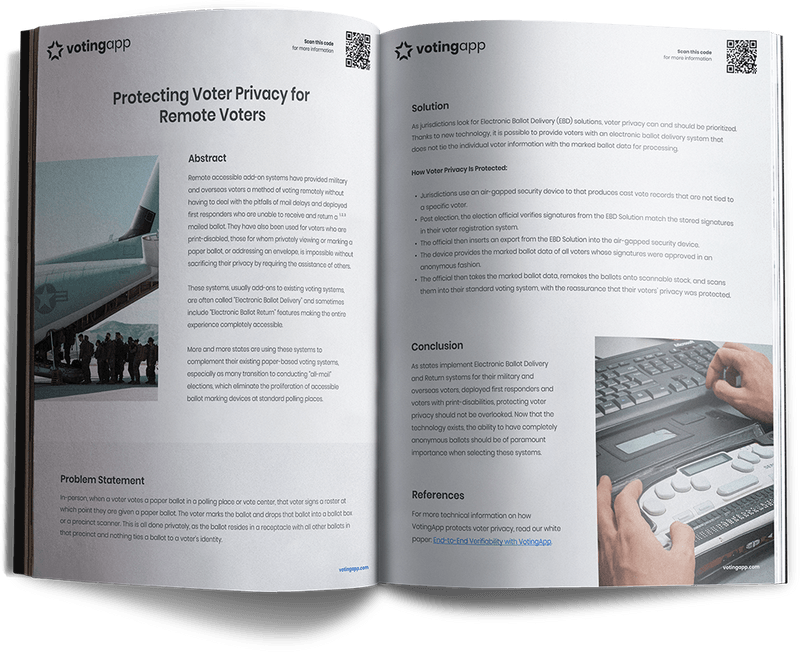 votingapp
Scan this code
for more information
Protecting Voter Privacy for
Remote Voters
Abstract
Remote accessible add-on systems have provided military
and overseas voters a method of voting remotely without
having to deal with the pitfalls of mail delays and deployed
first responders who are unable to receive and return a
mailed ballot. They have also been used for voters who are
print-disabled, those for whom privately viewing or marking a
paper ballot, or addressing an envelope, is impossible without
sacrificing their privacy by requiring the assistance of others.
These systems, usually add-ons to existing voting systems,
are often called "Electronic Ballot Delivery" and sometimes
include "Electronic Ballot Return" features making the entire
experience completely accessible.
More and more states are using these systems to
complement their existing paper-based voting systems,
especially as many transition to conducting "all-mail"
elections, which eliminate the proliferation of accessible
ballot marking devices at standard polling places.
Problem Statement
In-person, when a voter votes a paper ballot in a polling place or vote center, that voter signs a roster at
which point they are given a paper ballot. The voter marks the ballot and drops that ballot into a ballot box
or a precinct scanner. This is all done privately, as the ballot resides in a receptacle with all other ballots in
that precinct and nothing ties a ballot to a voter's identity.
votingapp.com
votingapp
Scan this code
for more information
Solution
As jurisdictions look for Electronic Ballot Delivery (EBD) solutions, voter privacy can and should be prioritized.
Thanks to new technology, it is possible to provide voters with an electronic ballot delivery system that
does not tie the individual voter information with the marked ballot data for processing.
How Voter Privacy Is Protected:
• Jurisdictions use an air-gapped security device to that produces cast vote records that are not tied to
a specific voter.
• Post election, the election official verifies signatures from the EBD Solution match the stored signatures
in their voter registration system.
• The official then inserts an export from the EBD Solution into the air-gapped security device.
• The device provides the marked ballot data of all voters whose signatures were approved in an
anonymous fashion.
• The official then takes the marked ballot data, remakes the ballots onto scannable stock, and scans
them into their standard voting system, with the reassurance that their voters' privacy was protected.
Conclusion
As states implement Electronic Ballot Delivery
and Return systems for their military and
overseas voters, deployed first responders and
voters with print-disabilities, protecting voter
privacy should not be overlooked. Now that the
technology exists, the ability to have completely
anonymous ballots should be of paramount
importance when selecting these systems.
References
For more technical information on how
VotingApp protects voter privacy, read our white
paper: End-to-End Verifiability with VotingApp.
votingapp.com